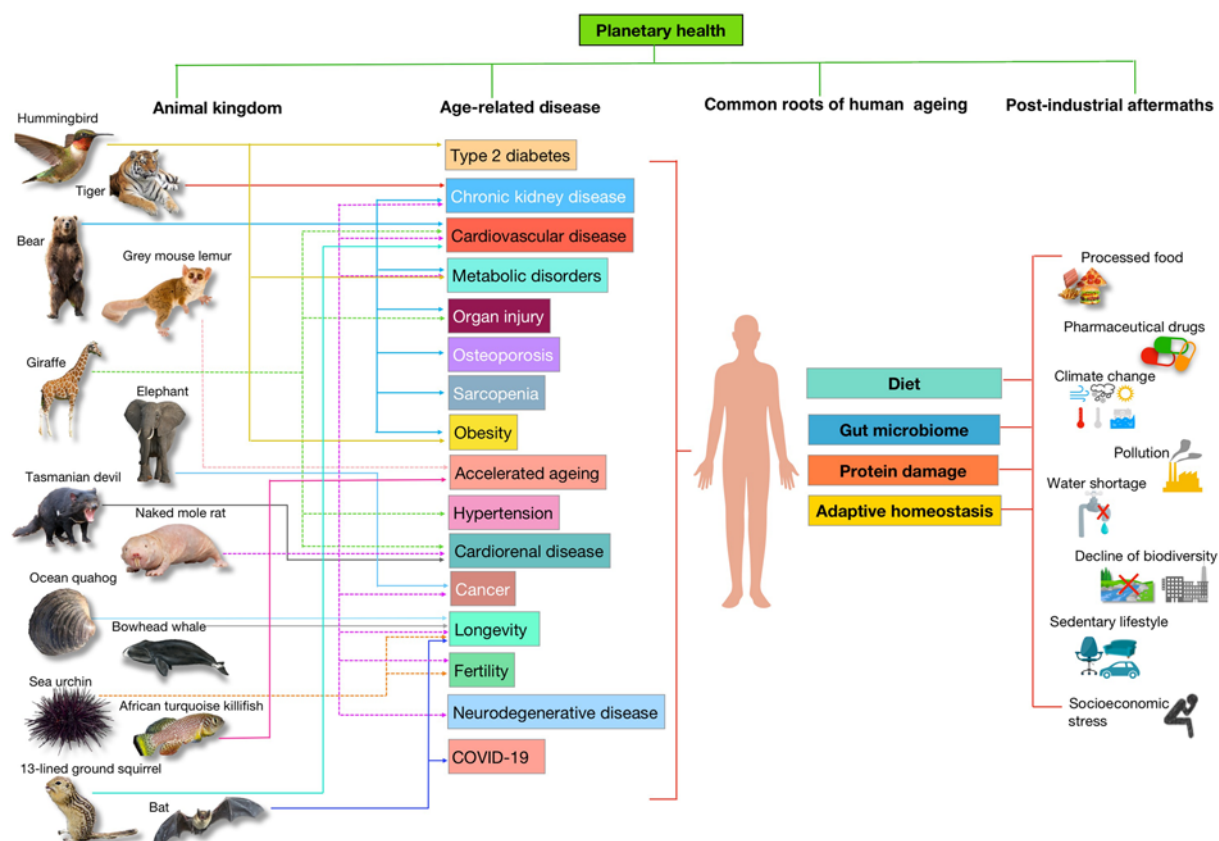 Planetary health
Animal kingdom
Age-related disease
Common roots of human ageing
Post-industrial aftermaths
Hummingbird
Tiger
Bear
Grey mouse lemur
Giraffe
Elephant
Tasmanian devil
Naked mole rat
Ocean quahog
Bowhead whale
Sea urchin
African turquoise killifish
13-lined ground squirrel
Bat
Type 2 diabetes
Chronic kidney disease
Cardiovascular disease
Metabolic disorders
Organ injury
Osteoporosis
Sarcopenia
Obesity
Accelerated ageing
Hypertension
Cardiorenal disease
Cancer
Longevity
Fertility
Neurodegenerative disease
COVID-19
Diet
Gut microbiome
Protein damage
Adaptive homeostasis
Processed food
Pharmaceutical drugs
Climate change
Pollution
Water shortage
Decline of biodiversity
Sedentary lifestyle
Socioeconomic
stress